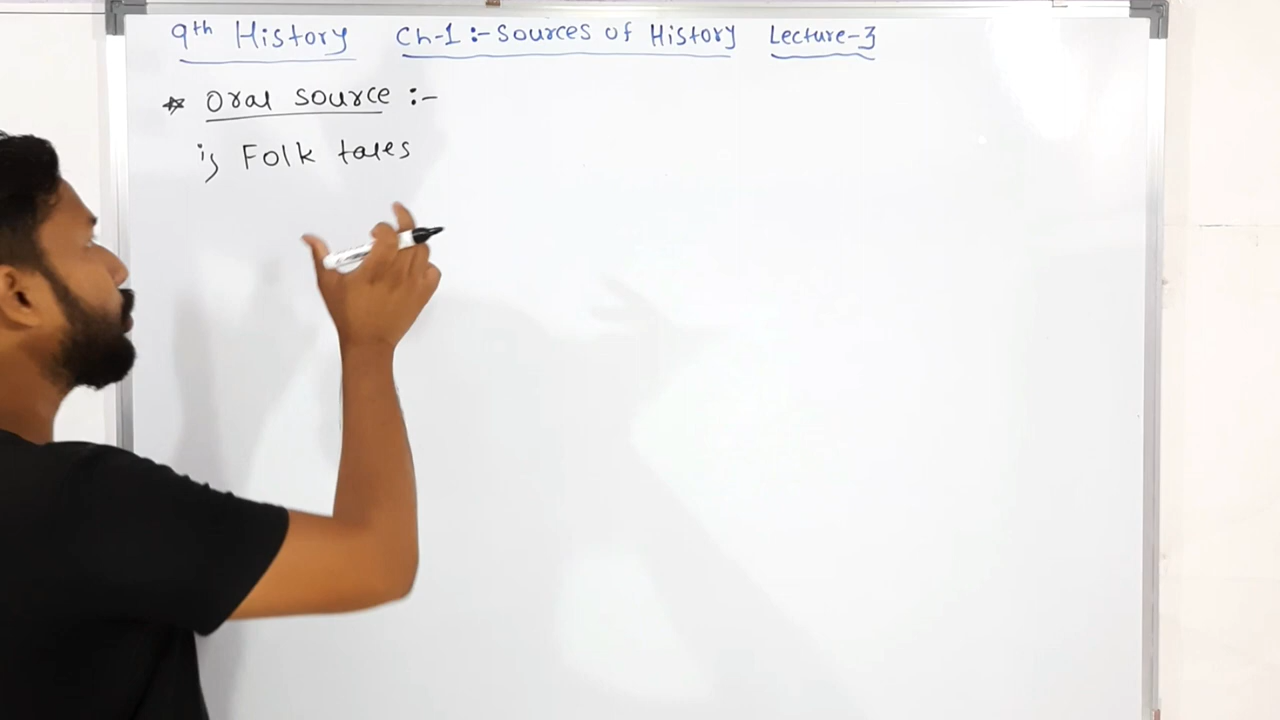 9th History Ch-1 :- Sources of History Lecture-3
* Oral source :-
i) Folk tales